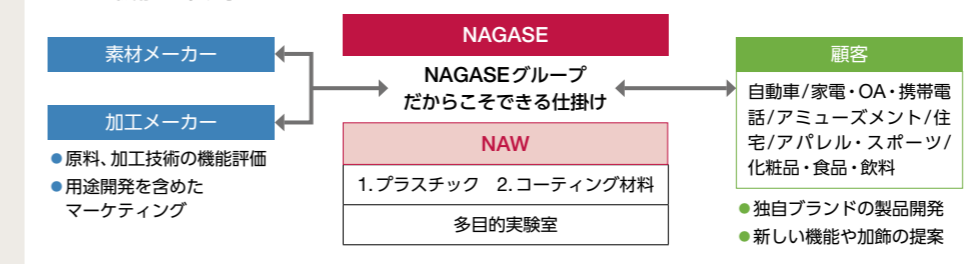 素材メーカー
加工メーカー
●原料、加工技術の機能評価
●用途開発を含めた
マーケティング
NAGASE
NAGASEグループ
だからこそできる仕掛け
NAW
1.プラスチック 2.コーティング材料
多目的実験室
顧客
自動車/家電・OA・携帯電
話/アミューズメント/住
宅/アパレル・スポーツ/
化粧品・食品・飲料
●独自ブランドの製品開発
●新しい機能や加飾の提案